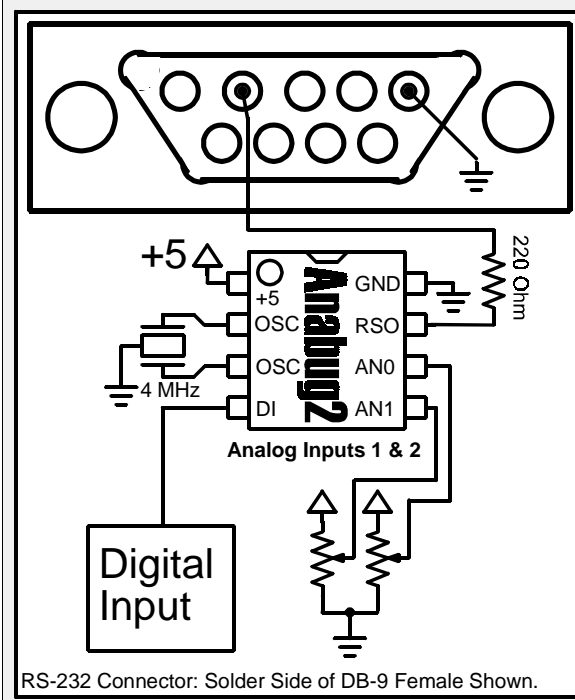 220 Ohm
+5
Anabug2
+5
GND
OSC
RSO
OSC
AN0
4 MHz
DI
AN1
Analog Inputs 1 & 2
Digital
Input
RS-232 Connector: Solder Side of DB-9 Female Shown.